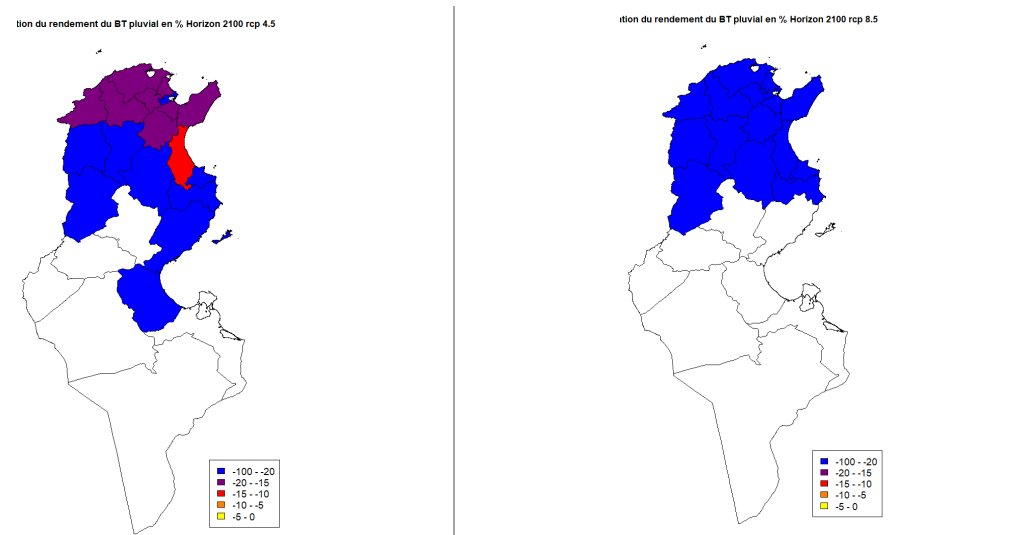 tion du rendement du BT pluvial en % Horizon 2100 rcp 4.5
-100 - -20
-20 - -15
-15 - -10
-10 - -5
-5 - 0
tion du rendement du BT pluvial en % Horizon 2100 rcp 8.5
-100 - -20
-20 - -15
-15 - -10
-10 - -5
-5 - 0